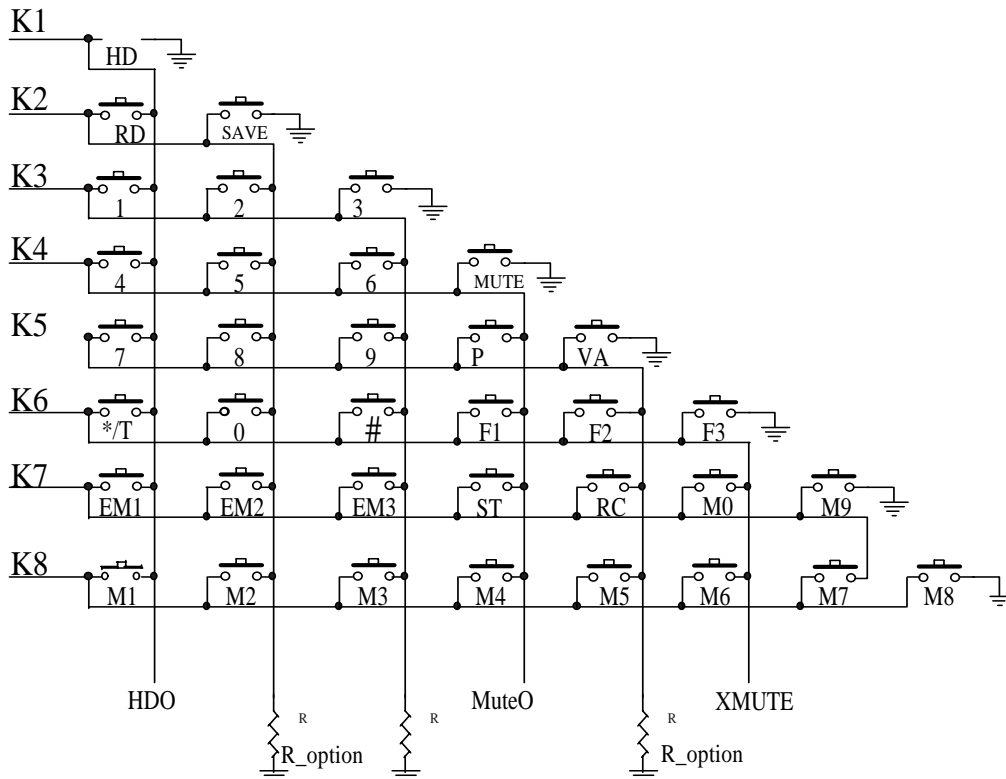 K1
HD
K2
RD SAVE
K3
1 2 3
K4
4 5 6 MUTE
K5
7 8 9 P VA
K6
*/T 0 # F1 F2 F3
K7
EM1 EM2 EM3 ST RC M0 M9
K8
M1 M2 M3 M4 M5 M6 M7 M8
HDO MuteO XMUTE
R R R
R_option R_option